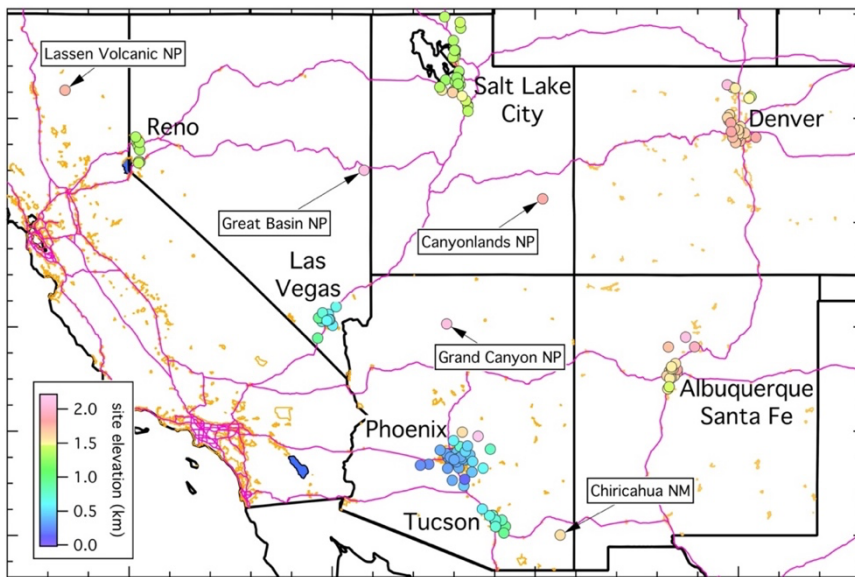 Lassen Volcanic NP
Reno
Salt Lake
City
Denver
Great Basin NP
Canyonlands NP
Las
Vegas
Grand Canyon NP
Albuquerque
Santa Fe
Phoenix
Chiricahua NM
Tucson
2.0
1.5
1.0
0.5
0.0
site elevation (km)